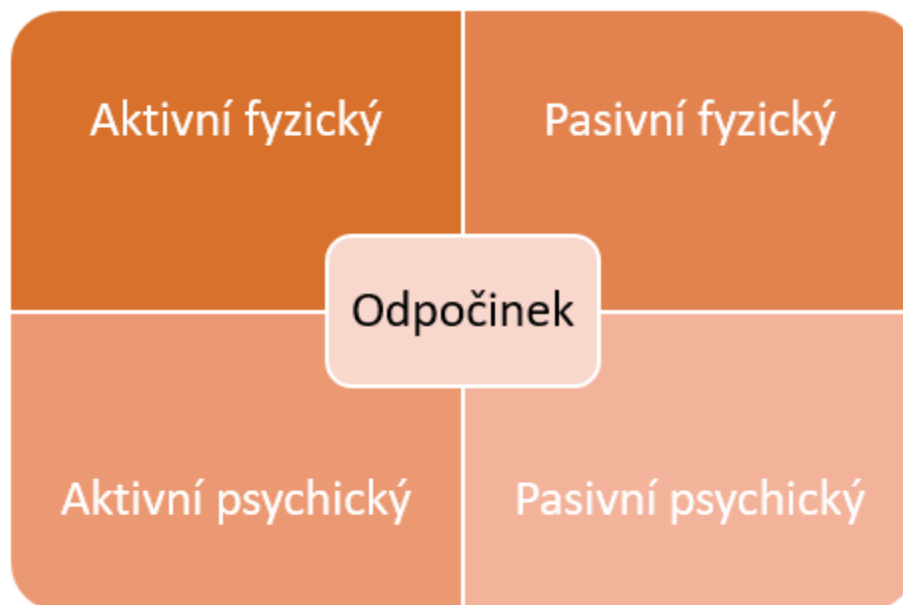 Aktivní fyzický
Pasivní fyzický
Odpočinek
Aktivní psychický
Pasivní psychický